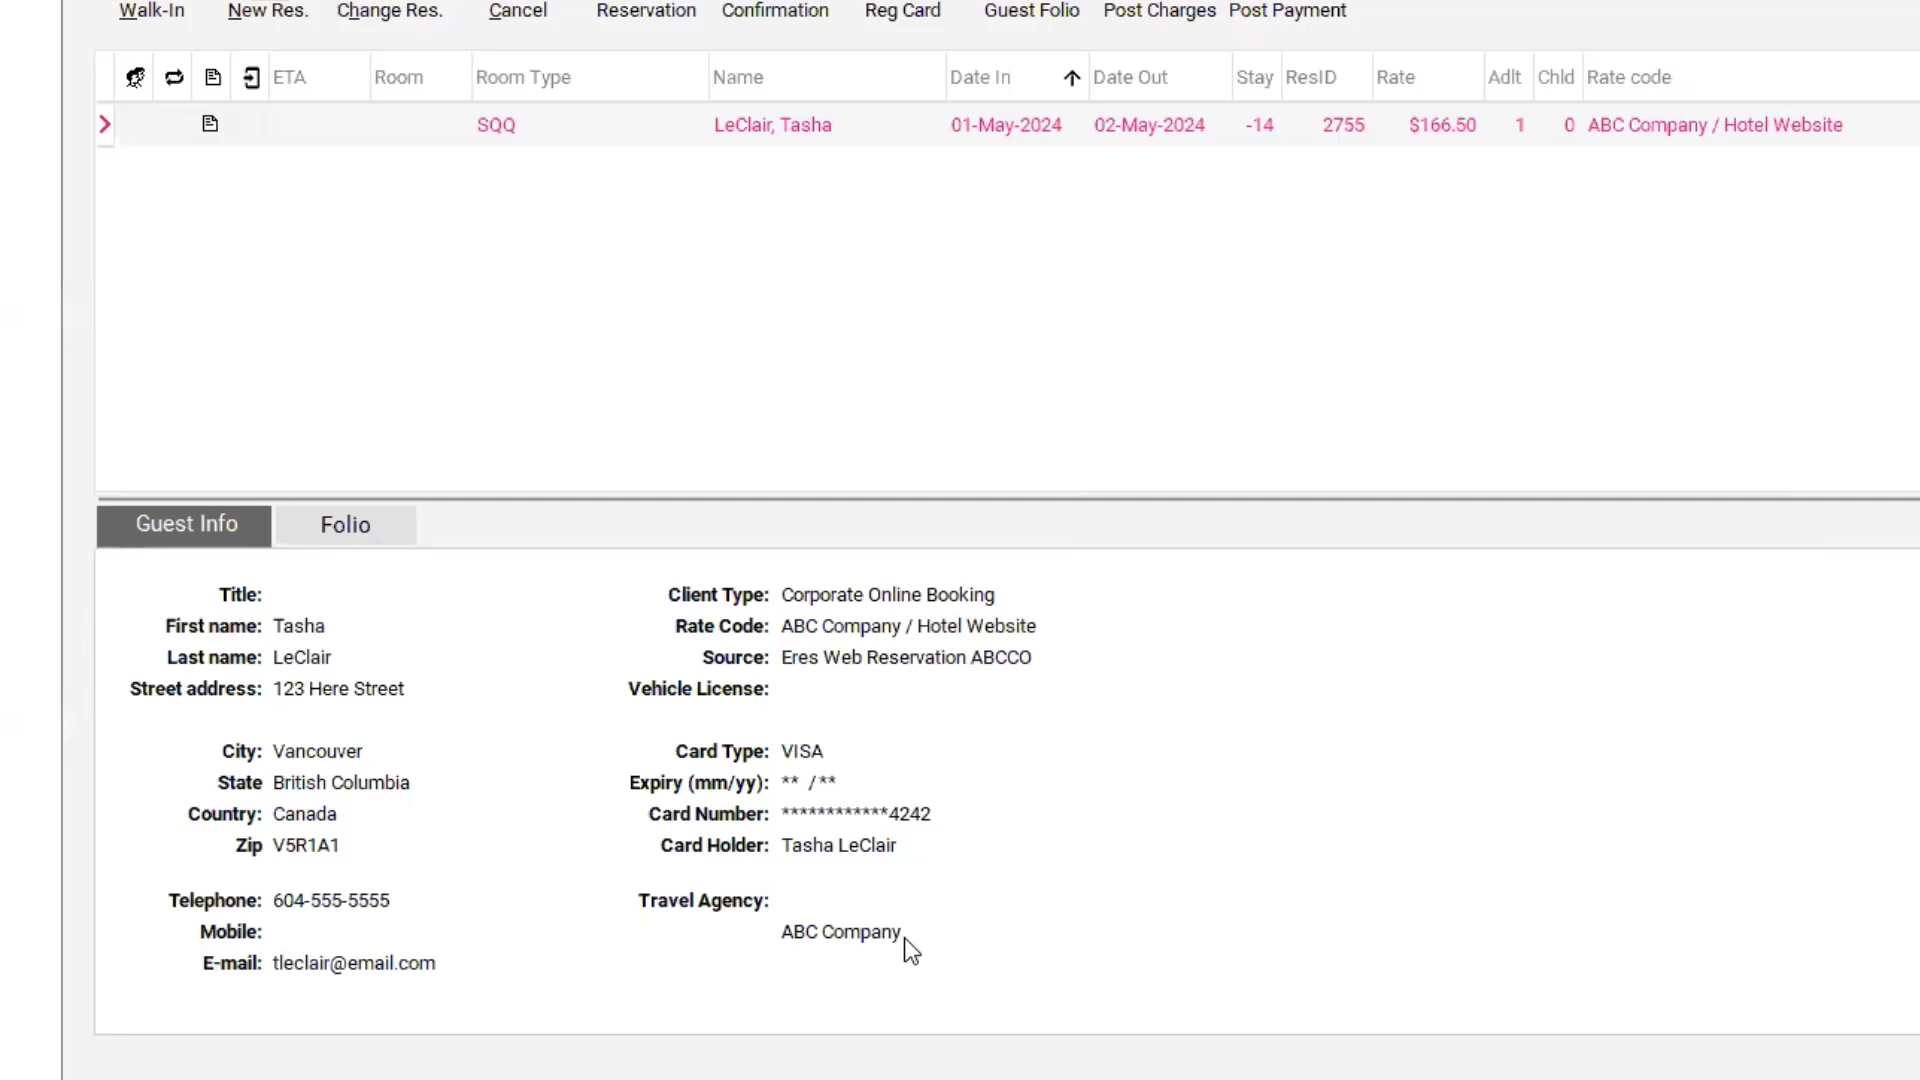 Walk-In New Res. Change Res. Cancel Reservation Confirmation Reg Card Guest Folio Post Charges Post Payment
ETA Room Room Type Name Date In Date Out Stay ResID Rate Adlt Chld Rate code
SQQ LeClair, Tasha 01-May-2024 02-May-2024 -14 2755 $166.50 1 0 ABC Company / Hotel Website
Guest Info Folio
Title: Client Type: Corporate Online Booking
First name: Tasha Rate Code: ABC Company / Hotel Website
Last name: LeClair Source: Eres Web Reservation ABCCO
Street address: 123 Here Street Vehicle License:
City: Vancouver Card Type: VISA
State British Columbia Expiry (mm/yy): ** /**
Country: Canada Card Number: ************4242
Zip V5R1A1 Card Holder: Tasha LeClair
Telephone: 604-555-5555 Travel Agency:
Mobile: ABC Company
E-mail: tleclair@email.com